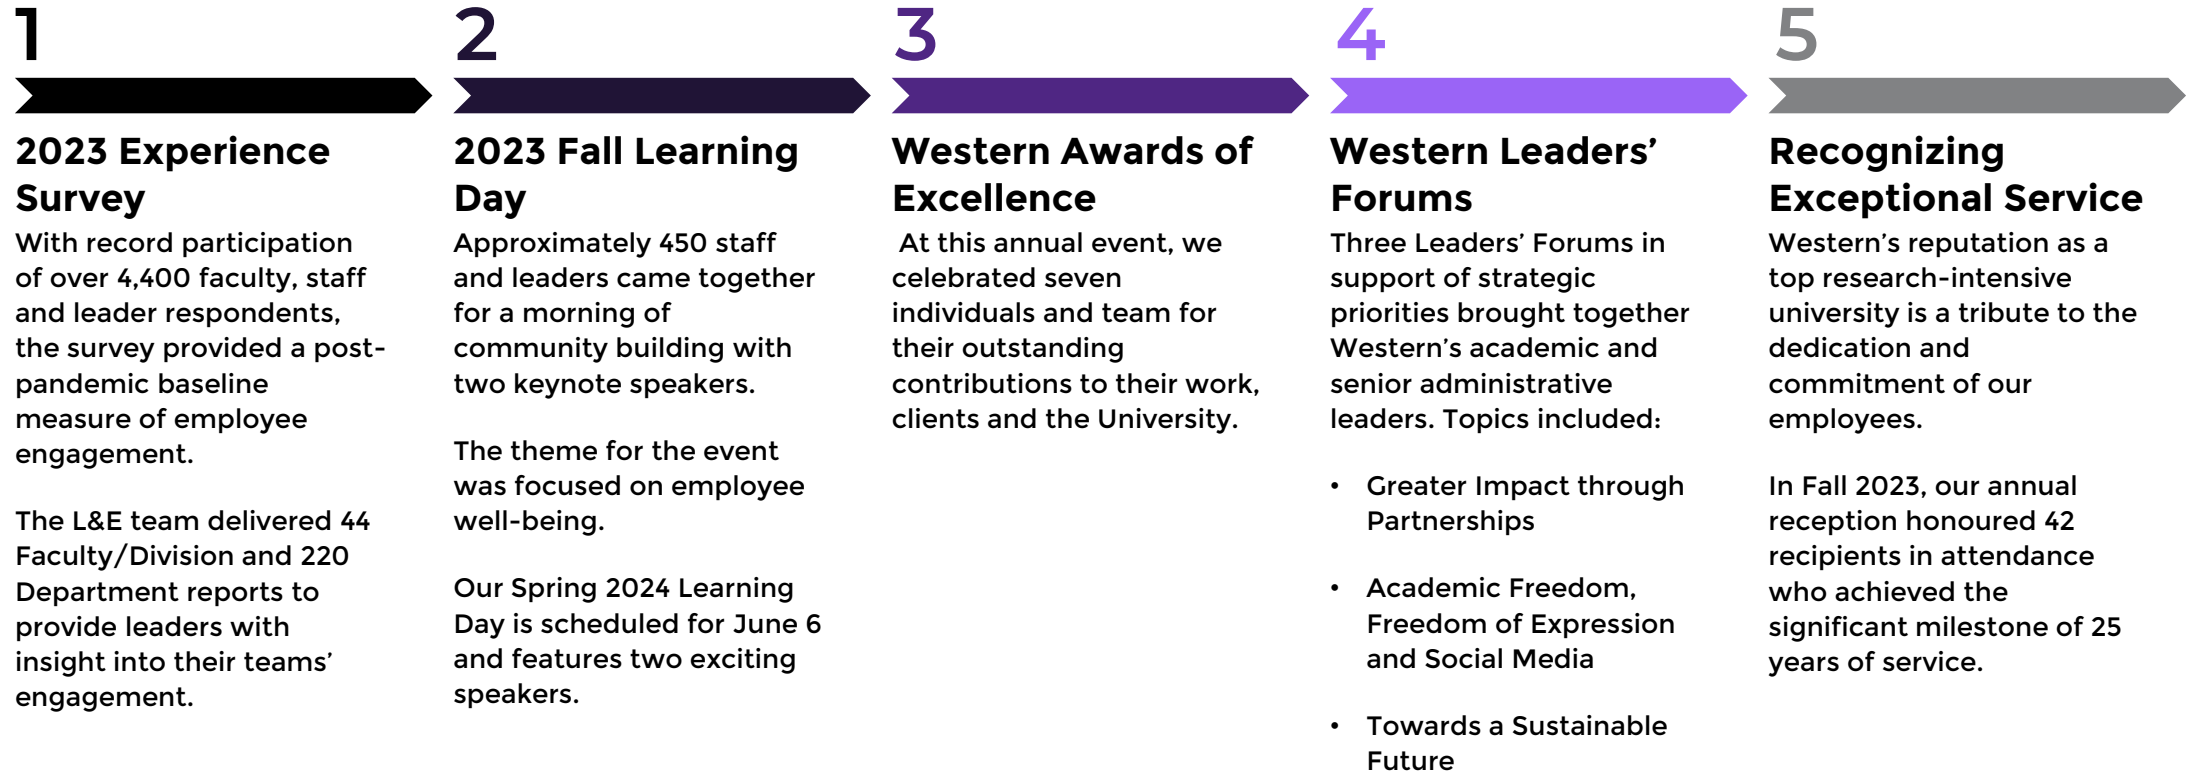 1
2023 Experience
Survey
With record participation
of over 4,400 faculty, staff
and leader respondents,
the survey provided a post-
pandemic baseline
measure of employee
engagement.
The L&E team delivered 44
Faculty/Division and 220
Department reports to
provide leaders with
insight into their teams’
engagement.
2
2023 Fall Learning
Day
Approximately 450 staff
and leaders came together
for a morning of
community building with
two keynote speakers.
The theme for the event
was focused on employee
well-being.
Our Spring 2024 Learning
Day is scheduled for June 6
and features two exciting
speakers.
3
Western Awards of
Excellence
At this annual event, we
celebrated seven
individuals and team for
their outstanding
contributions to their work,
clients and the University.
4
Western Leaders’
Forums
Three Leaders’ Forums in
support of strategic
priorities brought together
Western’s academic and
senior administrative
leaders. Topics included:
• Greater Impact through
Partnerships
• Academic Freedom,
Freedom of Expression
and Social Media
• Towards a Sustainable
Future
5
Recognizing
Exceptional Service
Western’s reputation as a
top research-intensive
university is a tribute to the
dedication and
commitment of our
employees.
In Fall 2023, our annual
reception honoured 42
recipients in attendance
who achieved the
significant milestone of 25
years of service.